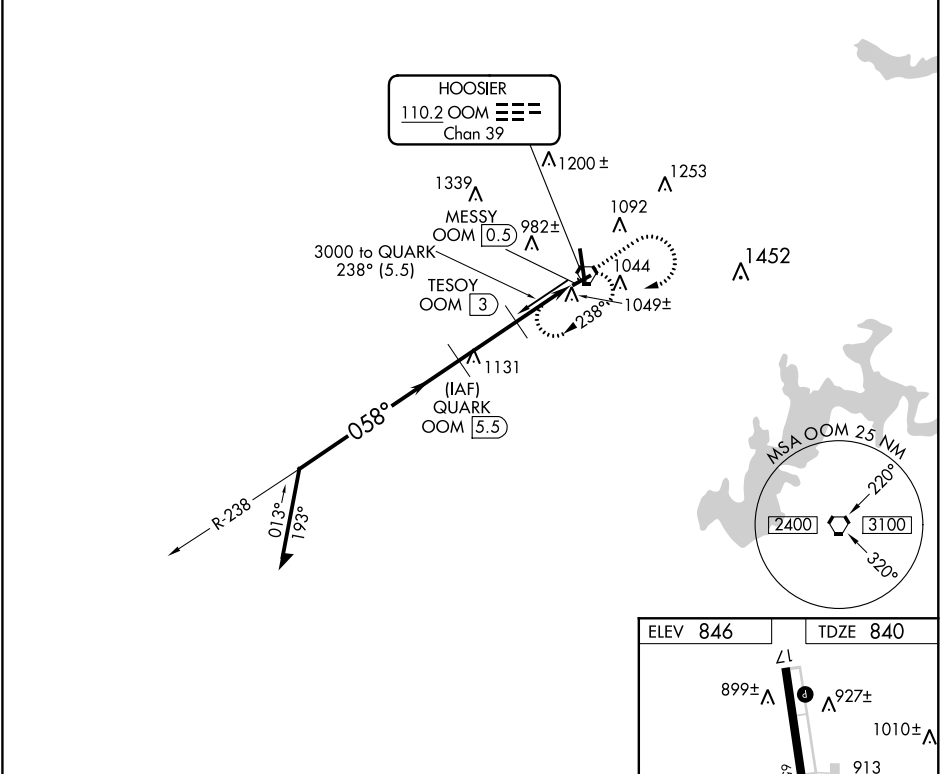 HOOSIER
110.2 OOM
Chan 39
1200 ±
1339
1253
1092
MESSY
OOM 0.5
982±
3000 to QUARK
238° (5.5)
1452
1044
TESOY
OOM 3
1049±
238°
1131
(IAF)
QUARK
OOM 5.5
058°
R-238
013°
193°
MSA OOM 25 NM
220°
2400
3100
320°
ELEV 846
TDZE 840
17
899±
P
927±
1010±
913